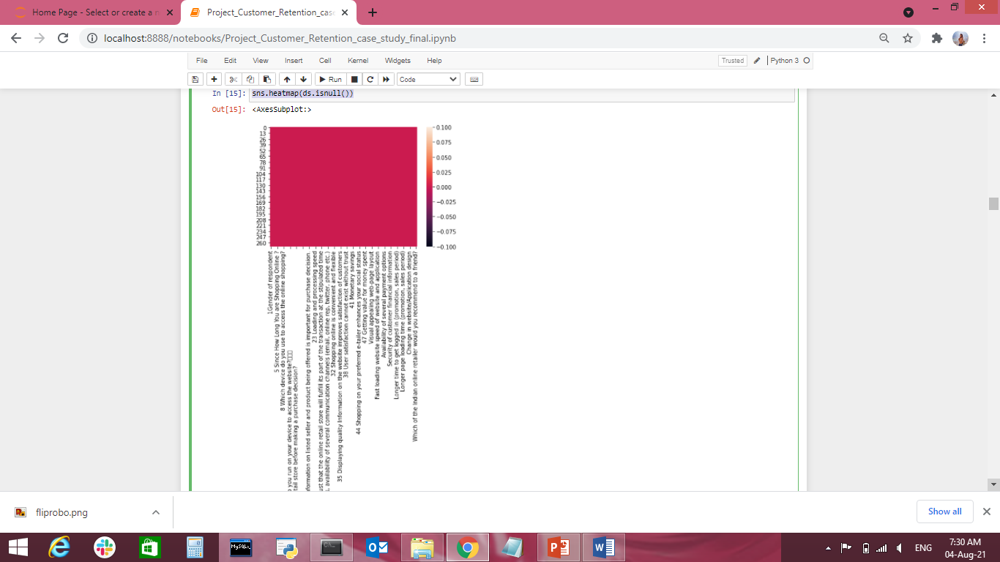 Home Page - Select or create a n
Project_Customer_Retention_case
localhost:8888/notebooks/Project_Customer_Retention_case_study_final.ipynb
File Edit View Insert Cell Kernel Widgets Help
Trusted
Python 3
Run
Code
In [15]: sns.heatmap(ds.isnull())
Out[15]: <AxesSubplot:>
0
13
26
39
52
65
78
91
104
117
130
143
156
169
182
195
208
221
234
247
260
0.100
0.075
0.050
0.025
0.000
−0.025
−0.050
−0.075
−0.100
1Gender of respondent
5 Since How Long You are Shopping Online ?
8 Which device do you use to access the online shopping?
you run on your device to access the website?
tail store before making a purchase decision?
formation on listed seller and product being offered is important for purchase decision.
23 Loading and processing speed
ust that the online retail store will fulfill its part of the transaction at the stipulated time
, availability of several communication channels (email, online rep, twitter, phone etc.)
32 Shopping online is convenient and flexible
35 Displaying quality Information on the website improves satisfaction of customers
38 User satisfaction cannot exist without trust
41 Monetary savings
44 Shopping on your preferred e-tailer enhances your social status
47 Getting value for money spent
Visual appealing web-page layout
Fast loading website speed of website and application
Availability of several payment options
Security of customer financial information
Longer time to get logged in (promotion, sales period)
Longer page loading time (promotion, sales period)
Change in website/Application design
Which of the Indian online retailer would you recommend to a friend?
fliprobo.png
Show all
MySQL
C:\_
ENG
7:30 AM
04-Aug-21